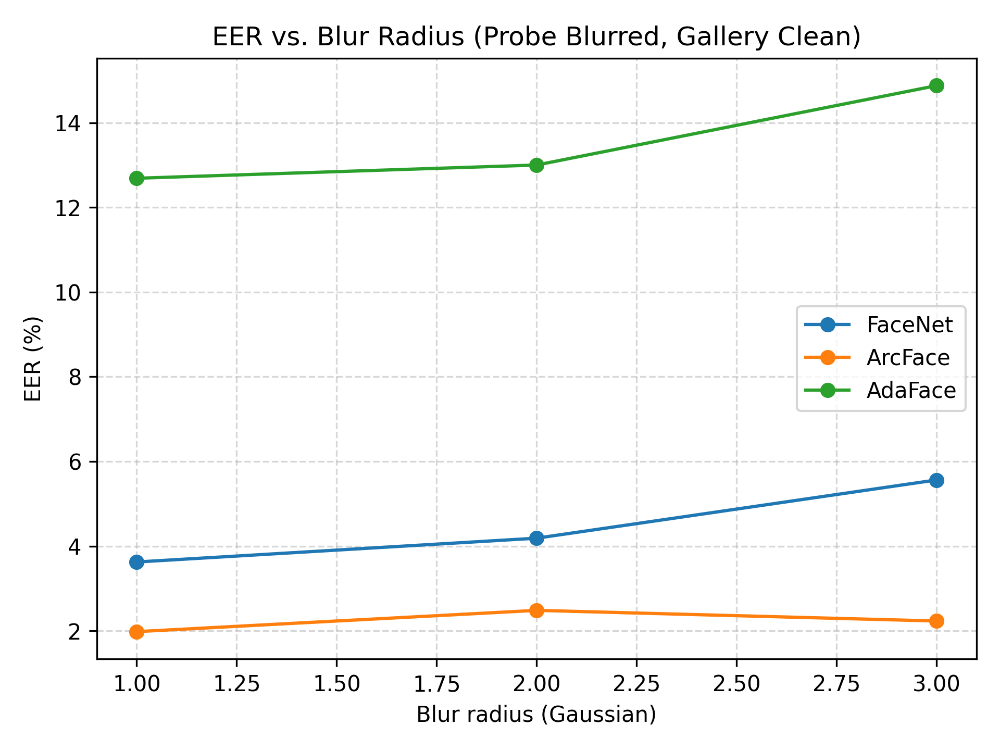 EER vs. Blur Radius (Probe Blurred, Gallery Clean)
14
12
10
8
6
4
2
EER (%)
FaceNet
ArcFace
AdaFace
1.00 1.25 1.50 1.75 2.00 2.25 2.50 2.75 3.00
Blur radius (Gaussian)